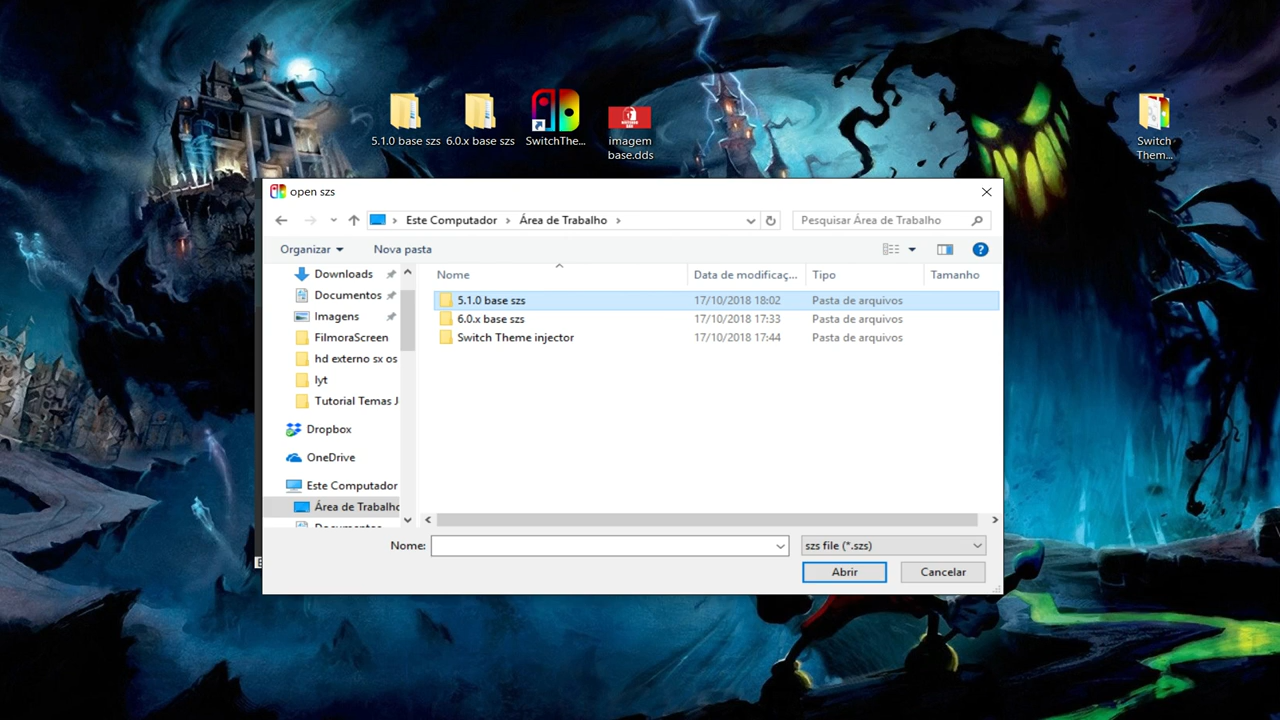 5.1.0 base szs
6.0.x base szs
SwitchThe...
imagem
base.dds
Switch
Them...
open szs
Este Computador
Área de Trabalho
Pesquisar Área de Trabalho
Organizar
Nova pasta
Nome
Data de modificaç...
Tipo
Tamanho
Downloads
Documentos
Imagens
FilmoraScreen
hd externo sx os
lyt
Tutorial Temas J
Dropbox
OneDrive
Este Computador
Área de Trabalho
Documentos
5.1.0 base szs 17/10/2018 18:02 Pasta de arquivos
6.0.x base szs 17/10/2018 17:33 Pasta de arquivos
Switch Theme injector 17/10/2018 17:44 Pasta de arquivos
Nome:
szs file (*.szs)
Abrir
Cancelar